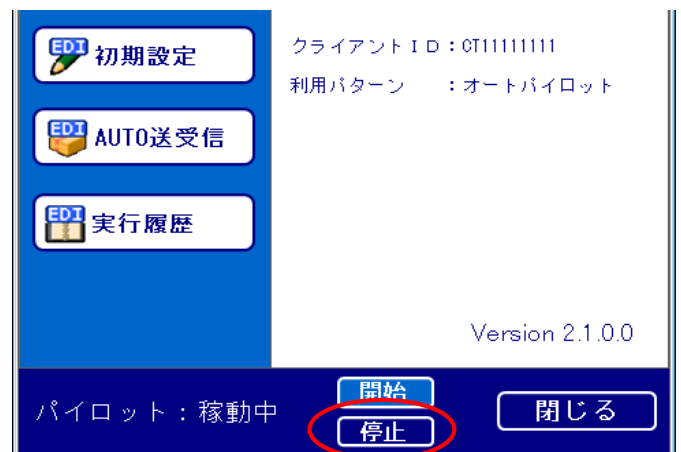 EDI 初期設定
クライアントＩＤ：CT11111111
利用パターン　：オートパイロット
EDI AUTO送受信
EDI 実行履歴
Version 2.1.0.0
パイロット：稼動中
開始
停止
閉じる